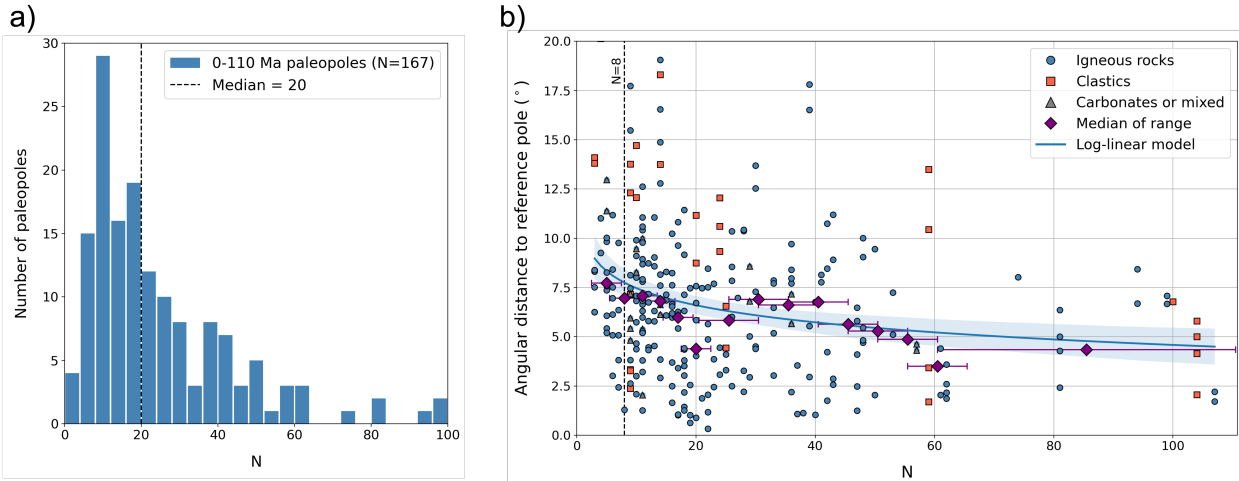 a)
30
25
20
15
10
5
0
Number of paleopoles
0-110 Ma paleopoles (N=167)
Median = 20
0 20 40 60 80 100
N
b)
20.0
17.5
15.0
12.5
10.0
7.5
5.0
2.5
0.0
Angular distance to reference pole (°)
N=8
Igneous rocks
Clastics
Carbonates or mixed
Median of range
Log-linear model
0 20 40 60 80 100
N